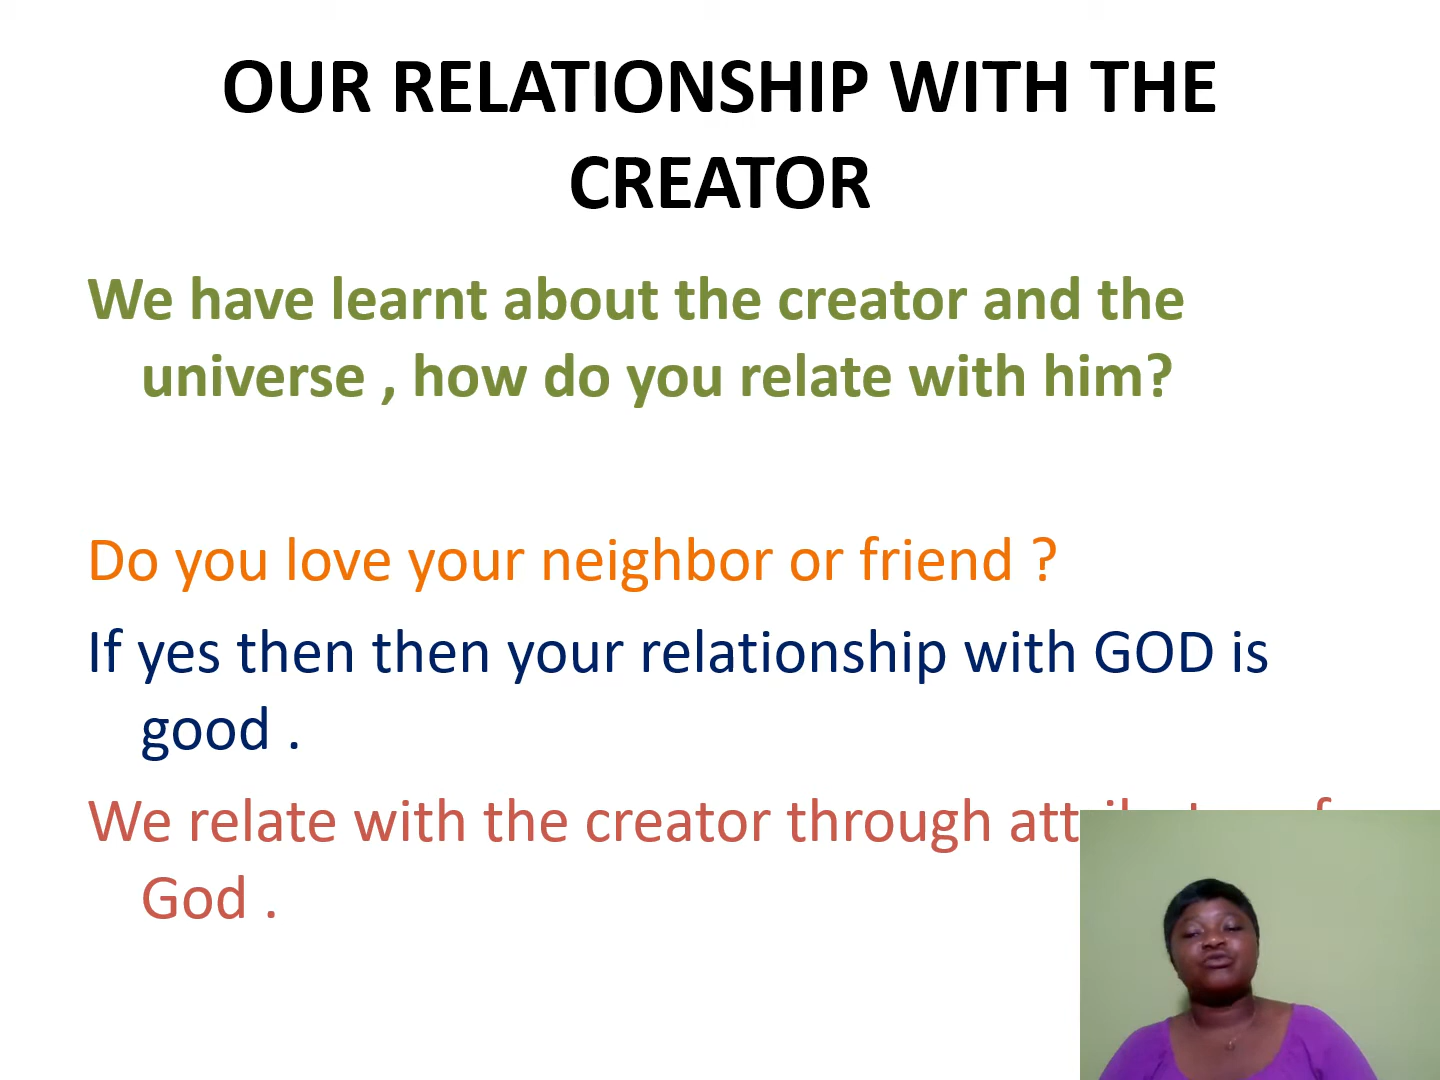 OUR RELATIONSHIP WITH THE
CREATOR
We have learnt about the creator and the
universe , how do you relate with him?
Do you love your neighbor or friend ?
If yes then then your relationship with GOD is
good .
We relate with the creator through
God .